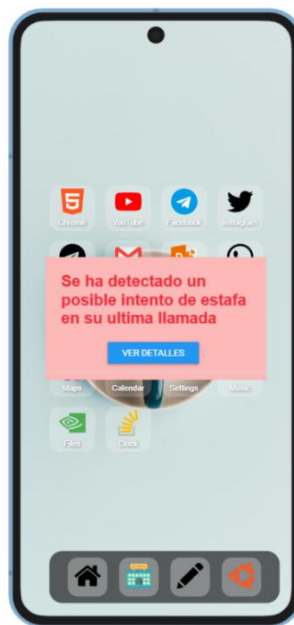 Chrome
YouTube
Facebook
Instagram
Se ha detectado un
posible intento de estafa
en su ultima llamada
VER DETALLES
Maps
Calendar
Settings
Music
Files
Clock